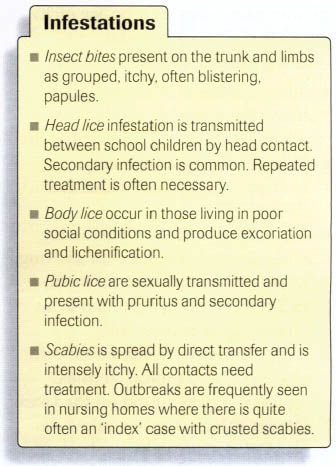 Infestations
■ Insect bites present on the trunk and limbs
as grouped, itchy, often blistering,
papules.
■ Head lice infestation is transmitted
between school children by head contact.
Secondary infection is common. Repeated
treatment is often necessary.
■ Body lice occur in those living in poor
social conditions and produce excoriation
and lichenification.
■ Pubic lice are sexually transmitted and
present with pruritus and secondary
infection.
■ Scabies is spread by direct transfer and is
intensely itchy. All contacts need
treatment. Outbreaks are frequently seen
in nursing homes where there is quite
often an ‘index’ case with crusted scabies.